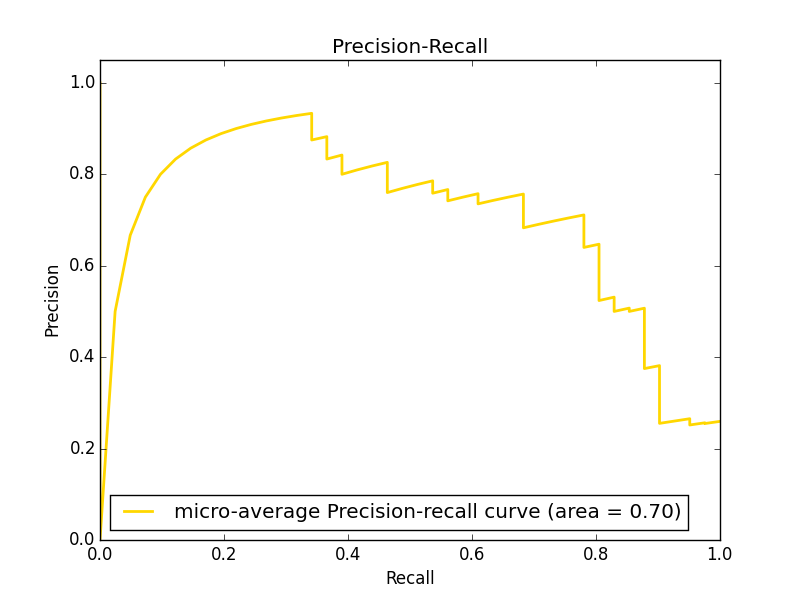 Precision-Recall
1.0
0.8
0.6
0.4
0.2
0.0
Precision
micro-average Precision-recall curve (area = 0.70)
0.0 0.2 0.4 0.6 0.8 1.0
Recall